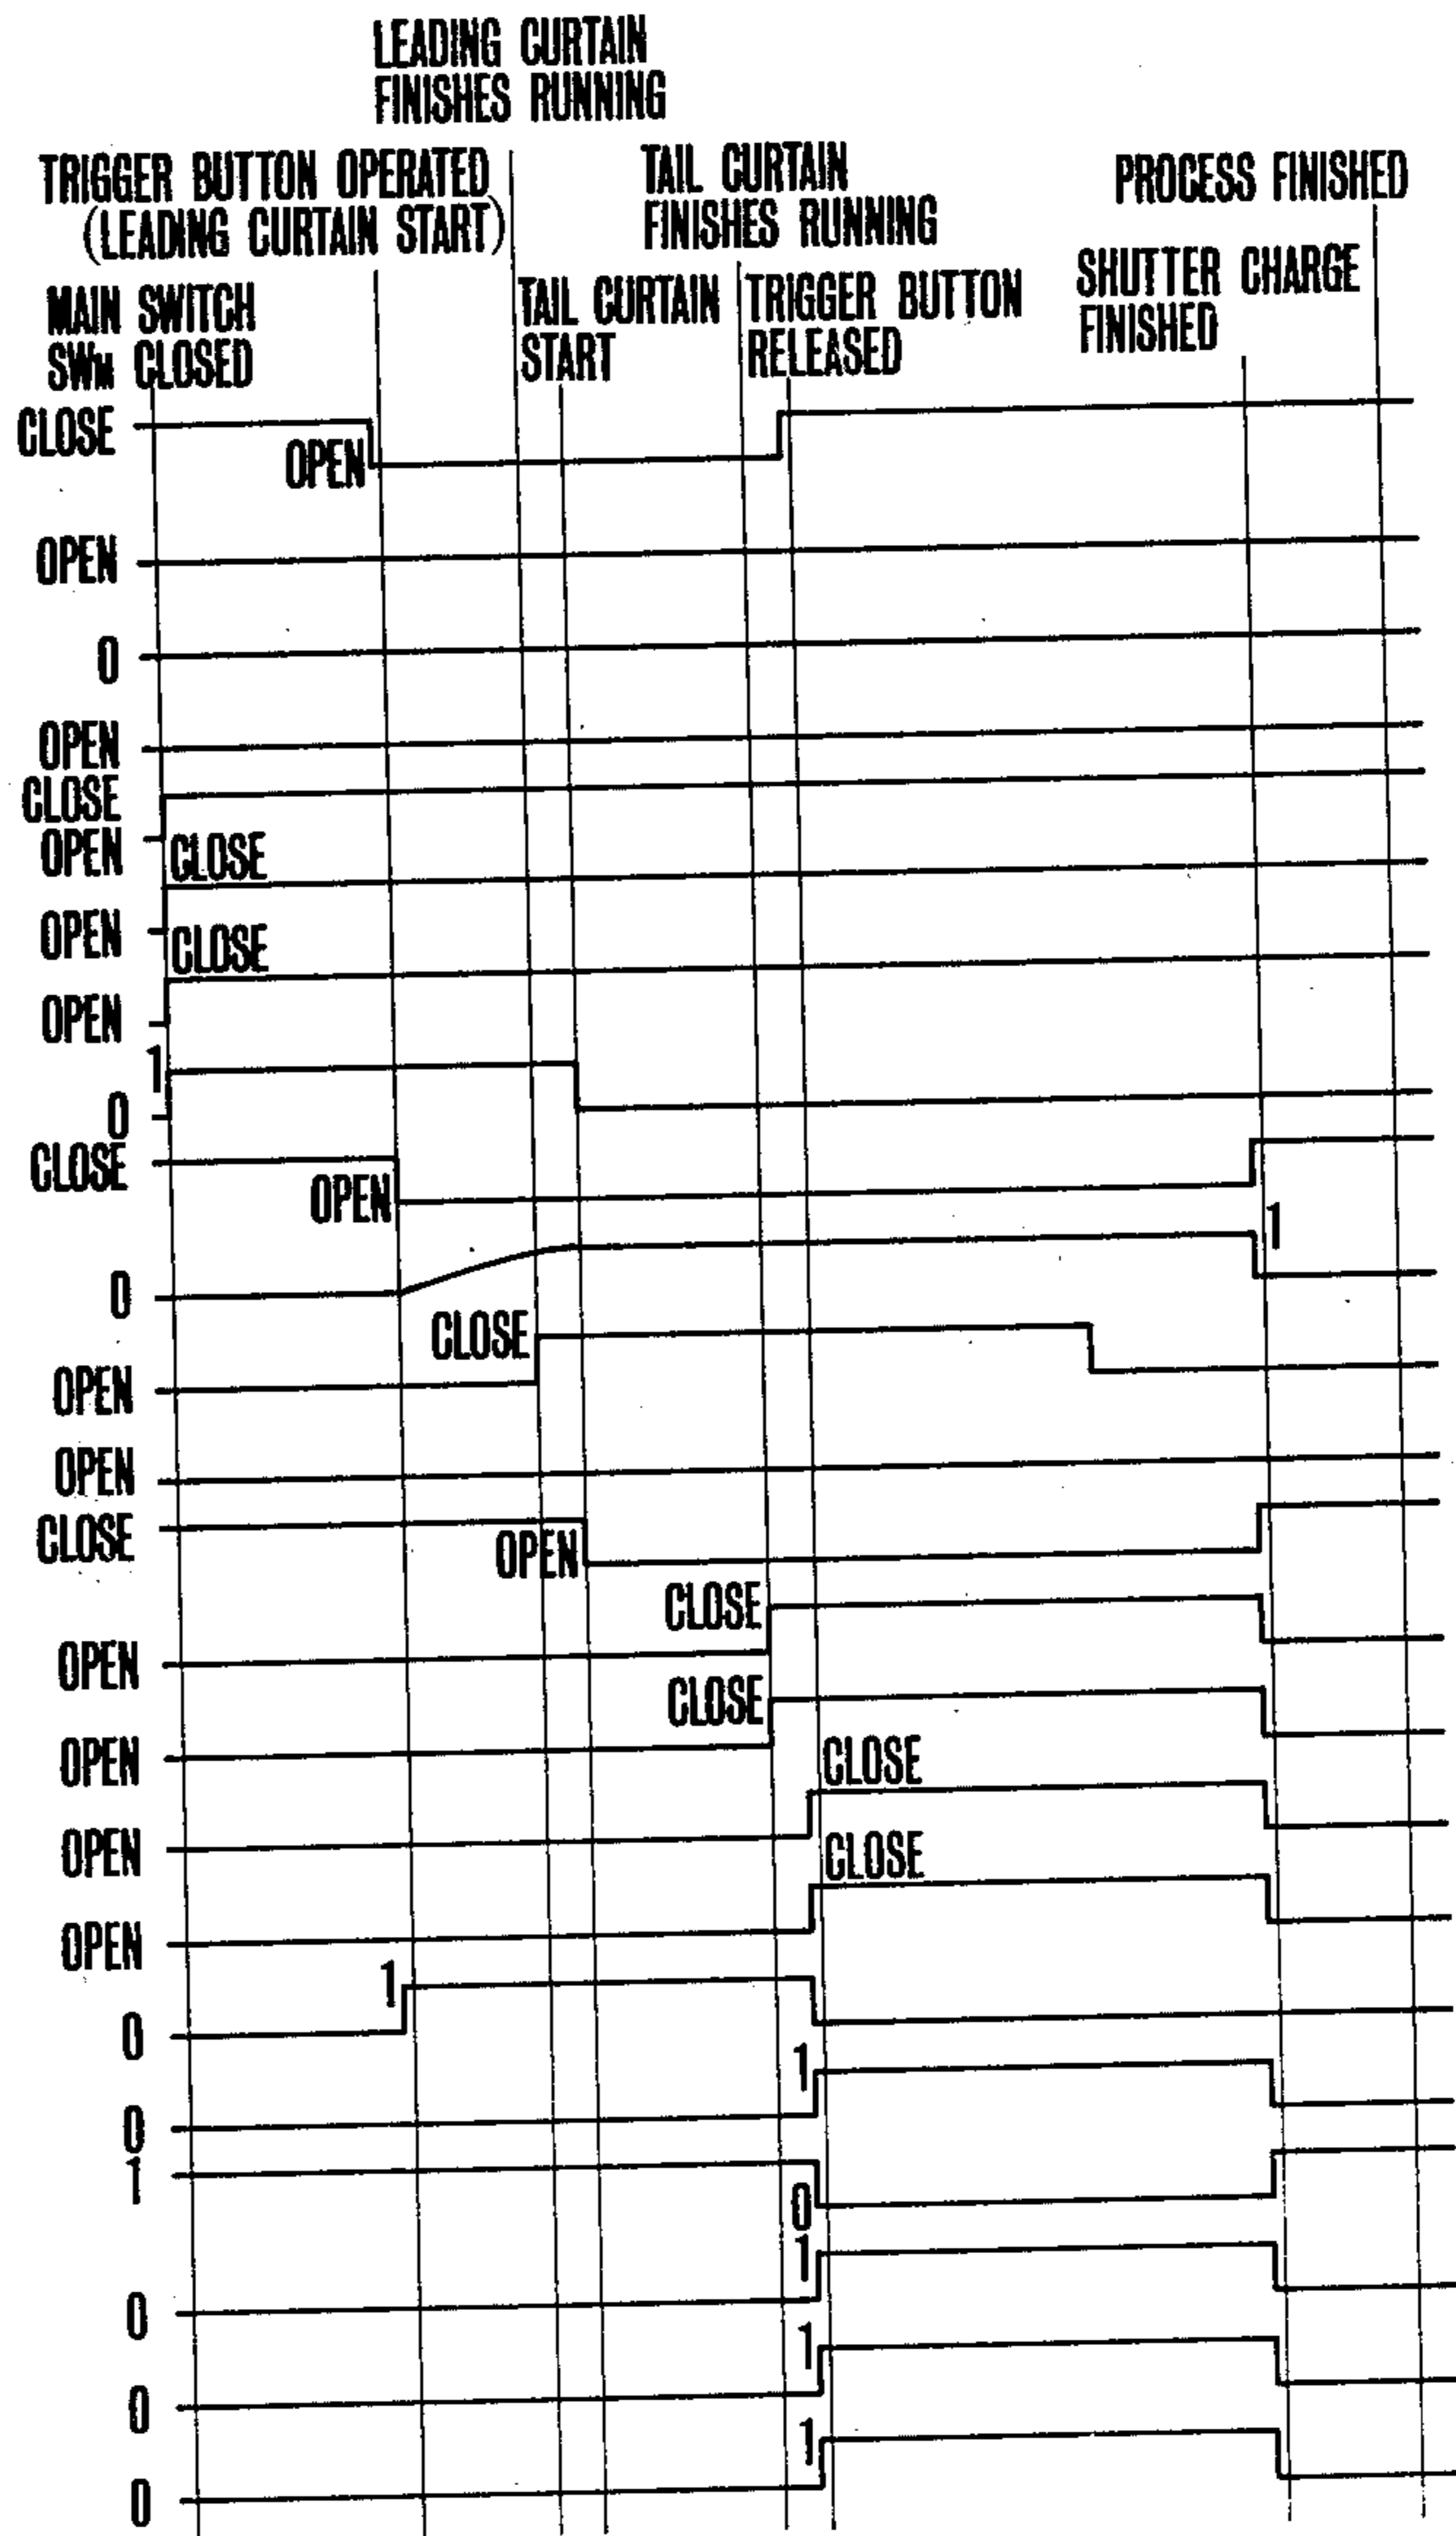 LEADING CURTAIN
FINISHES RUNNING
TRIGGER BUTTON OPERATED
(LEADING CURTAIN START)
TAIL CURTAIN
FINISHES RUNNING
PROCESS FINISHED
MAIN SWITCH
SWM CLOSED
TAIL CURTAIN
START
TRIGGER BUTTON
RELEASED
SHUTTER CHARGE
FINISHED
CLOSE
OPEN
OPEN
0
OPEN
CLOSE
OPEN
CLOSE
OPEN
CLOSE
OPEN
1
0
CLOSE
OPEN
1
0
CLOSE
OPEN
OPEN
CLOSE
OPEN
CLOSE
OPEN
CLOSE
OPEN
CLOSE
OPEN
CLOSE
OPEN
1
0
1
0
1
0
1
0
1
0
1
0